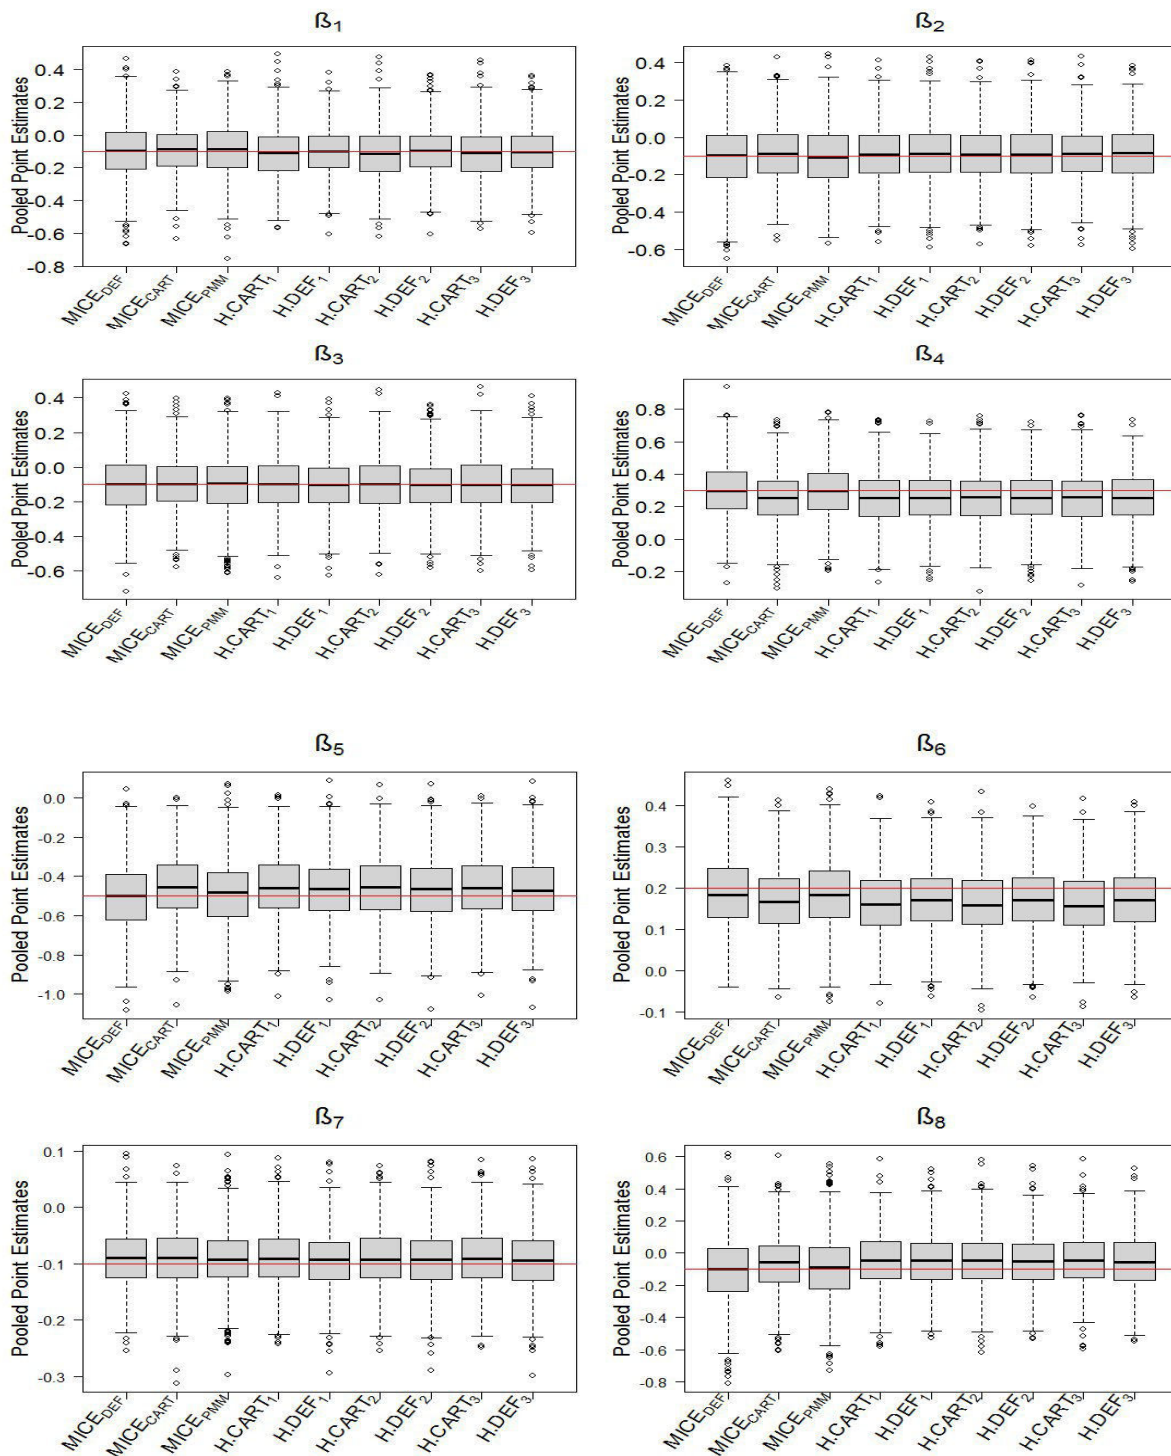 ß1
ß2
Pooled Point Estimates
0.4
0.2
0.0
-0.2
-0.4
-0.6
-0.8
MICEDEF
MICECART
MICEPMM
H.CART1
H.DEF1
H.CART2
H.DEF2
H.CART3
H.DEF3
Pooled Point Estimates
0.4
0.2
0.0
-0.2
-0.4
-0.6
MICEDEF
MICECART
MICEPMM
H.CART1
H.DEF1
H.CART2
H.DEF2
H.CART3
H.DEF3
ß3
ß4
Pooled Point Estimates
0.4
0.2
0.0
-0.2
-0.4
-0.6
MICEDEF
MICECART
MICEPMM
H.CART1
H.DEF1
H.CART2
H.DEF2
H.CART3
H.DEF3
Pooled Point Estimates
0.8
0.6
0.4
0.2
0.0
-0.2
MICEDEF
MICECART
MICEPMM
H.CART1
H.DEF1
H.CART2
H.DEF2
H.CART3
H.DEF3
ß5
ß6
Pooled Point Estimates
0.0
-0.2
-0.4
-0.6
-0.8
-1.0
MICEDEF
MICECART
MICEPMM
H.CART1
H.DEF1
H.CART2
H.DEF2
H.CART3
H.DEF3
Pooled Point Estimates
0.4
0.3
0.2
0.1
0.0
-0.1
MICEDEF
MICECART
MICEPMM
H.CART1
H.DEF1
H.CART2
H.DEF2
H.CART3
H.DEF3
ß7
ß8
Pooled Point Estimates
0.1
0.0
-0.1
-0.2
-0.3
MICEDEF
MICECART
MICEPMM
H.CART1
H.DEF1
H.CART2
H.DEF2
H.CART3
H.DEF3
Pooled Point Estimates
0.6
0.4
0.2
0.0
-0.2
-0.4
-0.6
-0.8
MICEDEF
MICECART
MICEPMM
H.CART1
H.DEF1
H.CART2
H.DEF2
H.CART3
H.DEF3